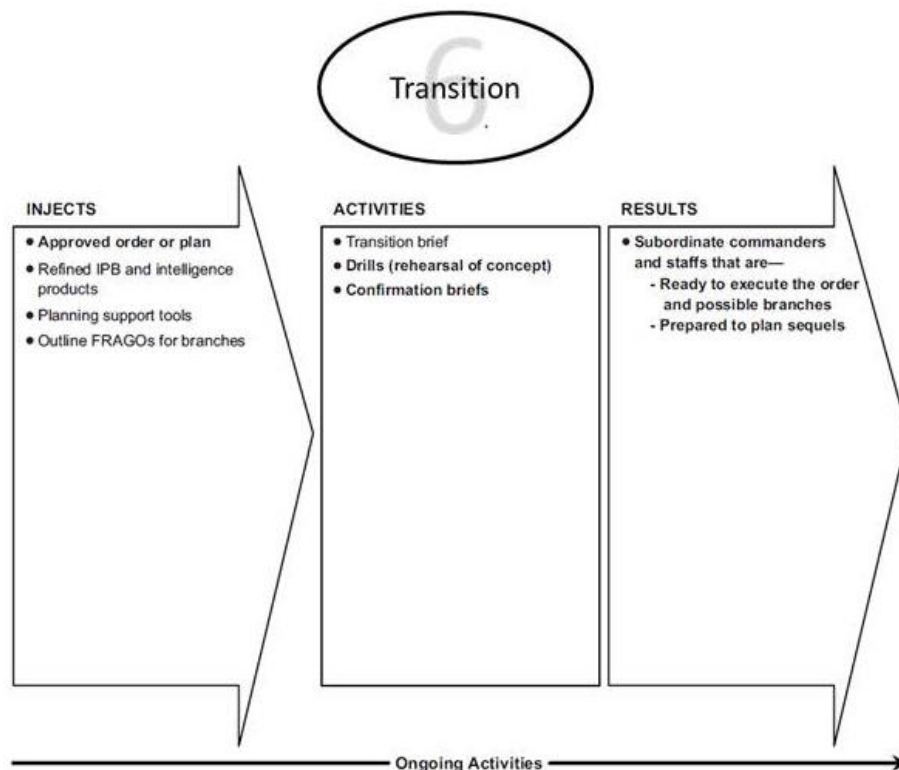 6
Transition
INJECTS
• Approved order or plan
• Refined IPB and intelligence
products
• Planning support tools
• Outline FRAGOs for branches
ACTIVITIES
• Transition brief
• Drills (rehearsal of concept)
• Confirmation briefs
RESULTS
• Subordinate commanders
and staffs that are—
- Ready to execute the order
and possible branches
- Prepared to plan sequels
Ongoing Activities